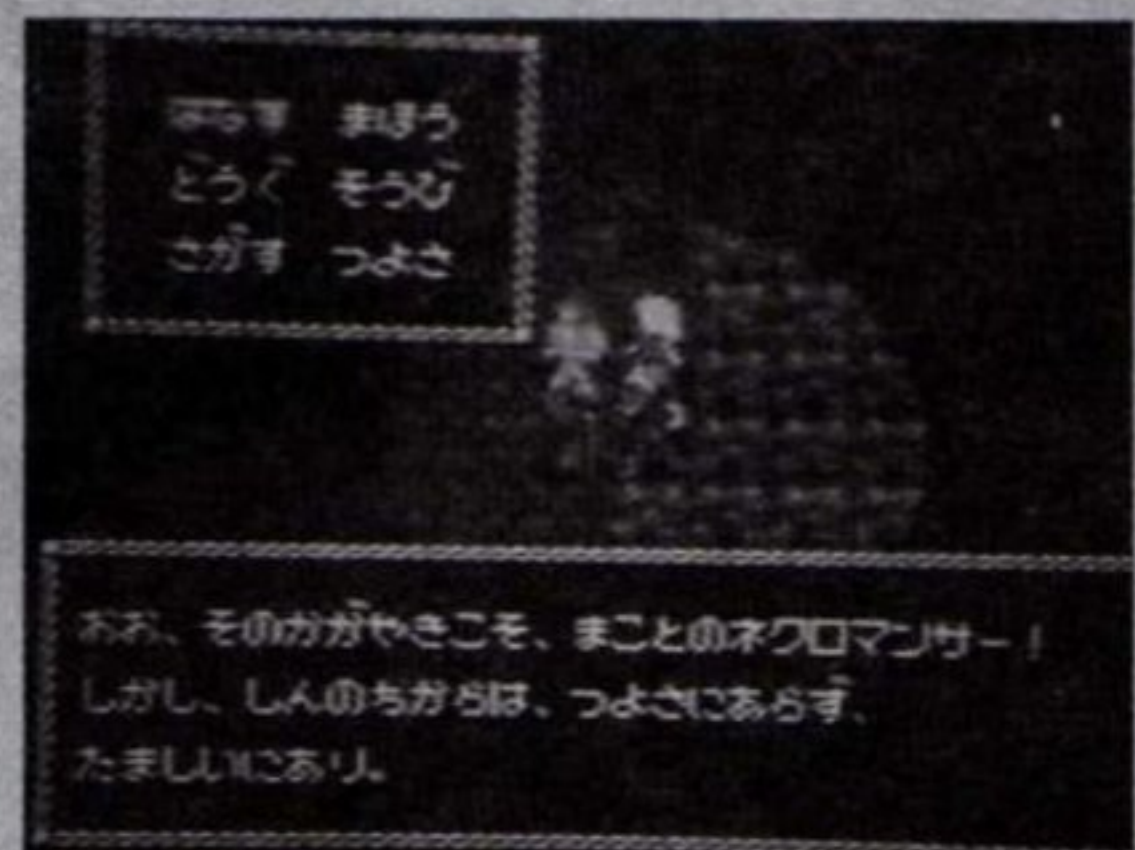 はなす　まほう
どうぐ　そうび
さがす　つよさ
おお、そのかがやきこそ、まことのネクロマンサー！
しかし、しんのちからは、つよさにあらず、
たましいにあり。